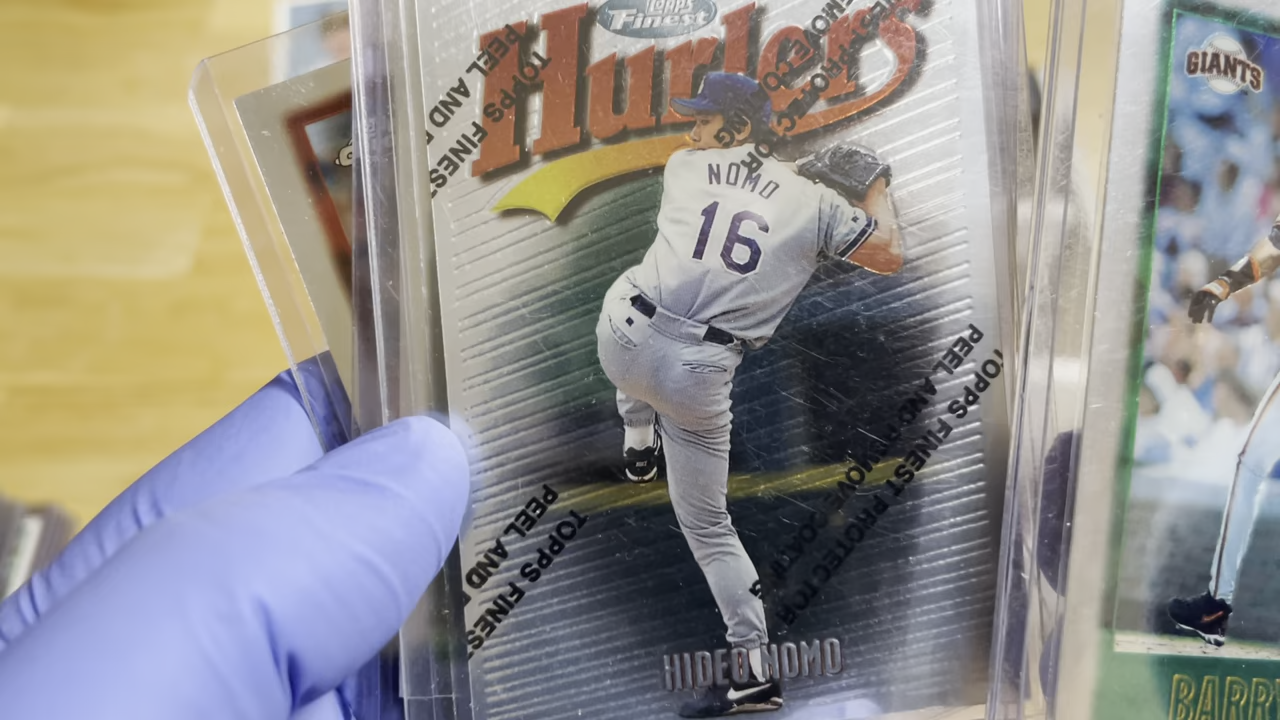 Topps
Finest
Hurlers
TOPPS FINEST
PEEL AND
NOMO
16
GIANTS
PEEL AND REMOVE COATING
TOPPS FINEST PROTECTOR
PEEL AND
TOPPS FINEST
HIDEO NOMO
BARR